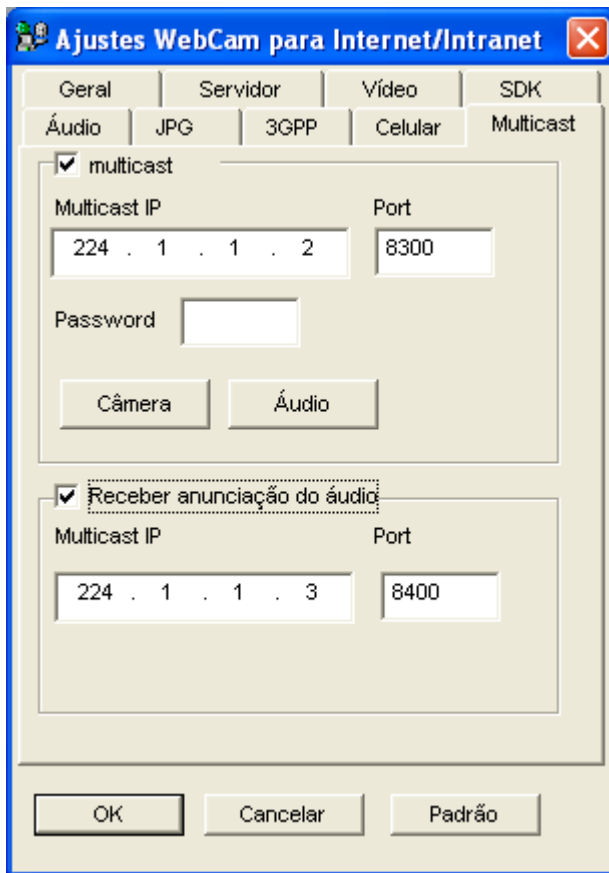 Ajustes WebCam para Internet/Intranet
Geral Servidor Vídeo SDK
Áudio JPG 3GPP Celular Multicast
multicast
Multicast IP Port
224 . 1 . 1 . 2 8300
Password
Câmera Áudio
Receber anunciação do áudio
Multicast IP Port
224 . 1 . 1 . 3 8400
OK Cancelar Padrão